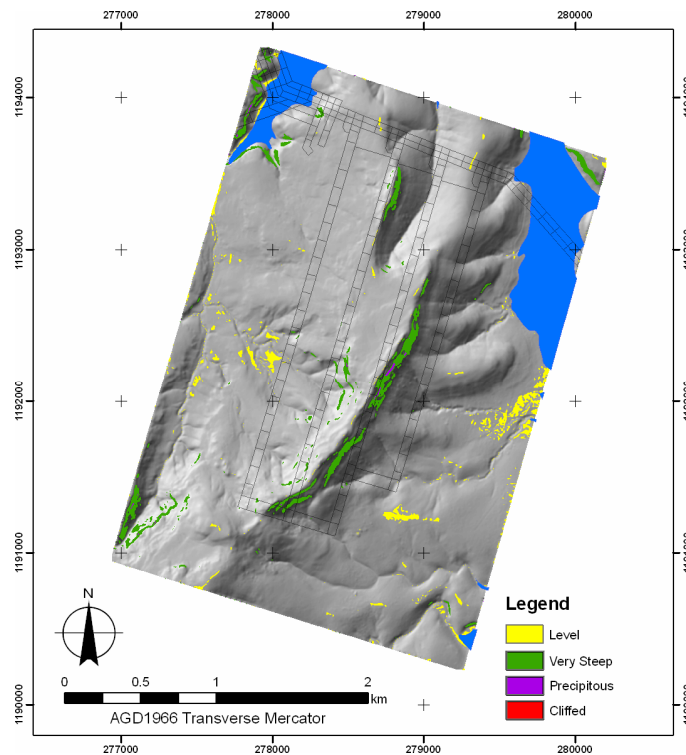 277000 278000 279000 280000
1194000
1193000
1192000
1191000
1190000
N
0 0.5 1 2
km
AGD1966 Transverse Mercator
Legend
Level
Very Steep
Precipitous
Cliffed
277000 278000 279000 280000